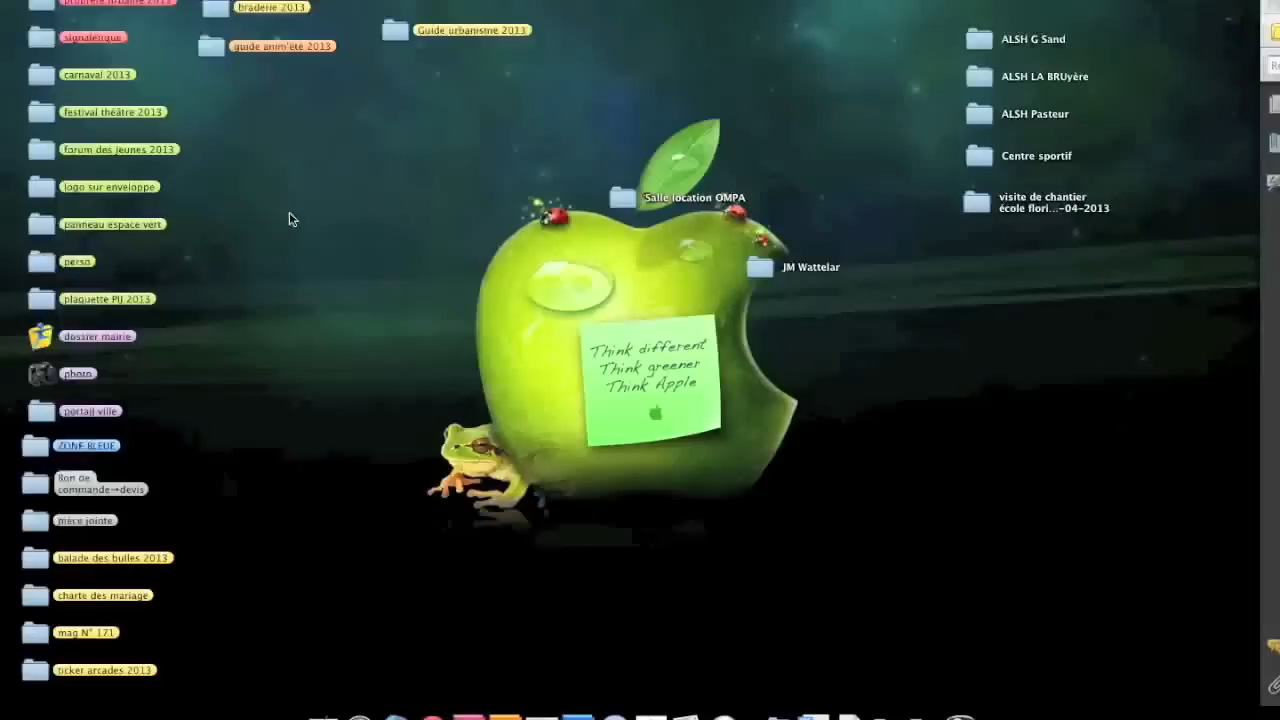 propreté urbaine 2013
signalétique
carnaval 2013
festival théâtre 2013
forum des jeunes 2013
logo sur enveloppe
panneau espace vert
perso
plaquette PIJ 2013
dossier mairie
photo
portail ville
ZONE BLEUE
Bon de
commande→devis
pièce jointe
balade des bulles 2013
charte des mariage
mag N° 171
ticker arcades 2013
braderie 2013
guide anim'été 2013
Guide urbanisme 2013
Salle location OMPA
JM Wattelar
Think different
Think greener
Think Apple
ALSH G Sand
ALSH LA BRUyère
ALSH Pasteur
Centre sportif
visite de chantier
école flori...-04-2013